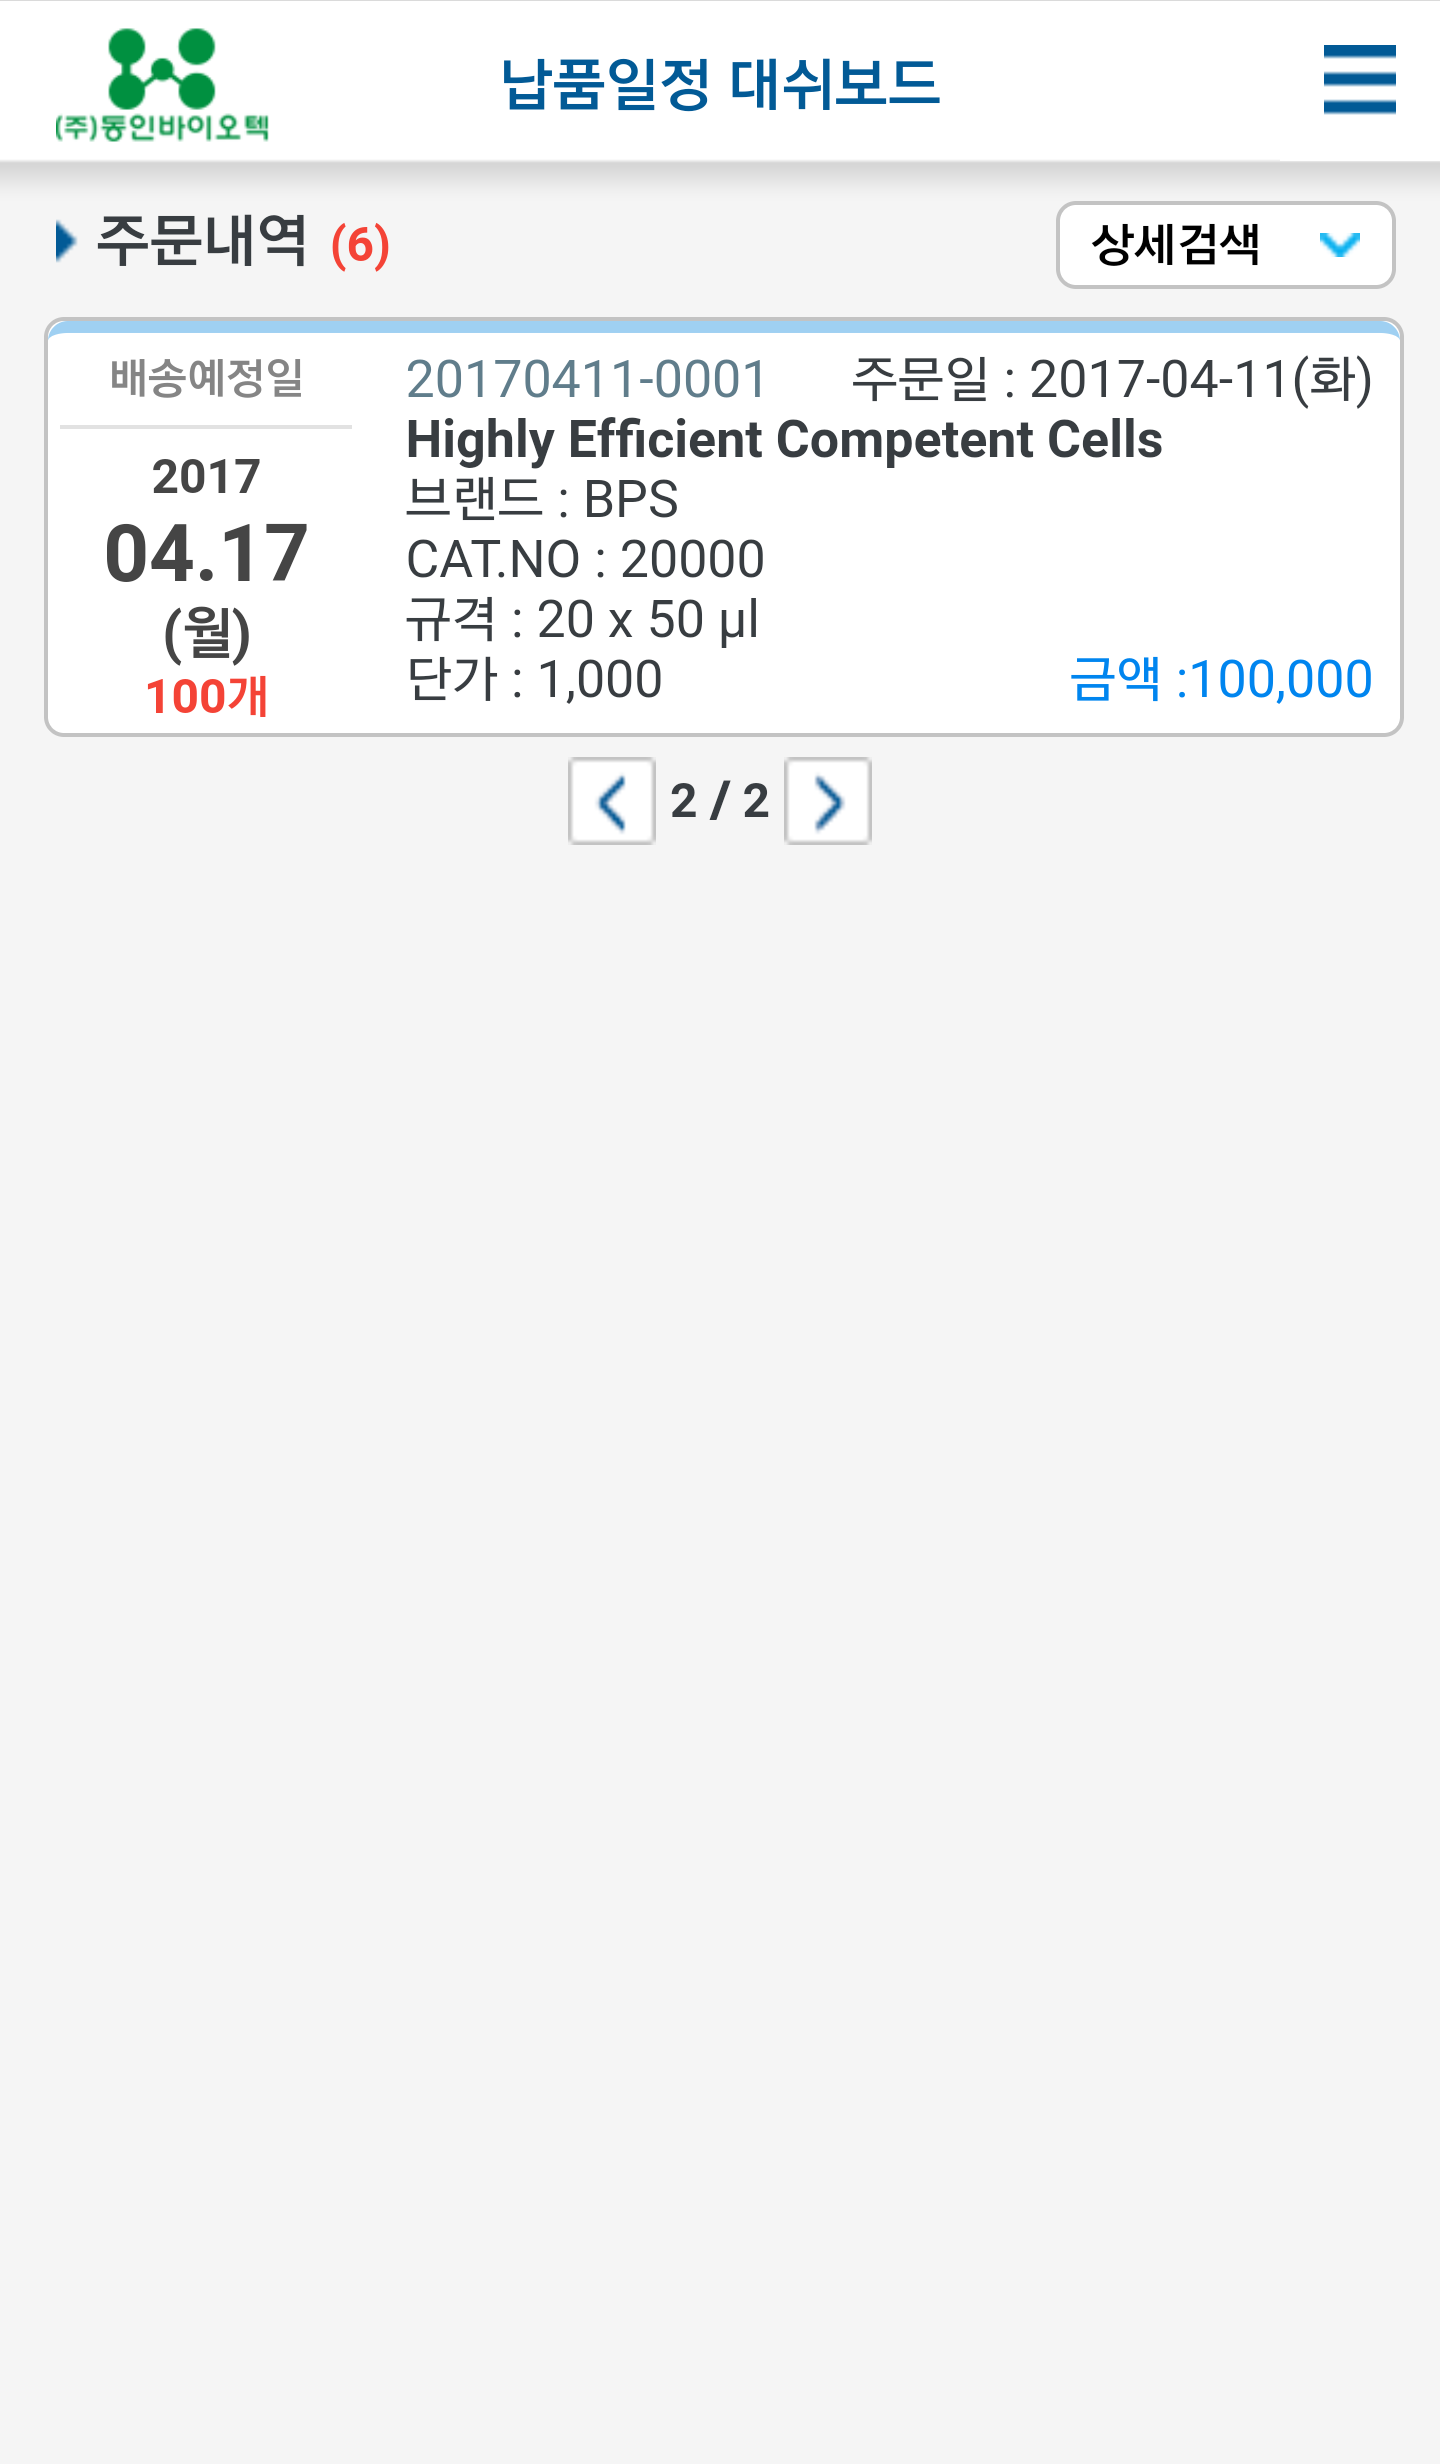 (주)동인바이오텍
납품일정 대쉬보드
주문내역 (6)
상세검색
배송예정일
2017
04.17
(월)
100개
20170411-0001 주문일 : 2017-04-11(화)
Highly Efficient Competent Cells
브랜드 : BPS
CAT.NO : 20000
규격 : 20 x 50 µl
단가 : 1,000 금액 :100,000
2 / 2